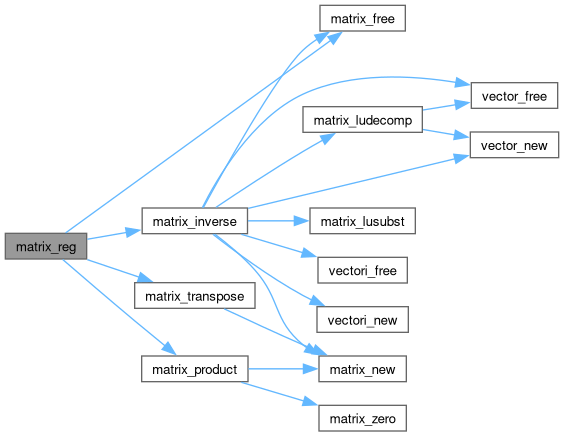 matrix_free
vector_free
matrix_ludecomp
vector_new
matrix_inverse
matrix_lusubst
matrix_reg
vectori_free
matrix_transpose
vectori_new
matrix_product
matrix_new
matrix_zero